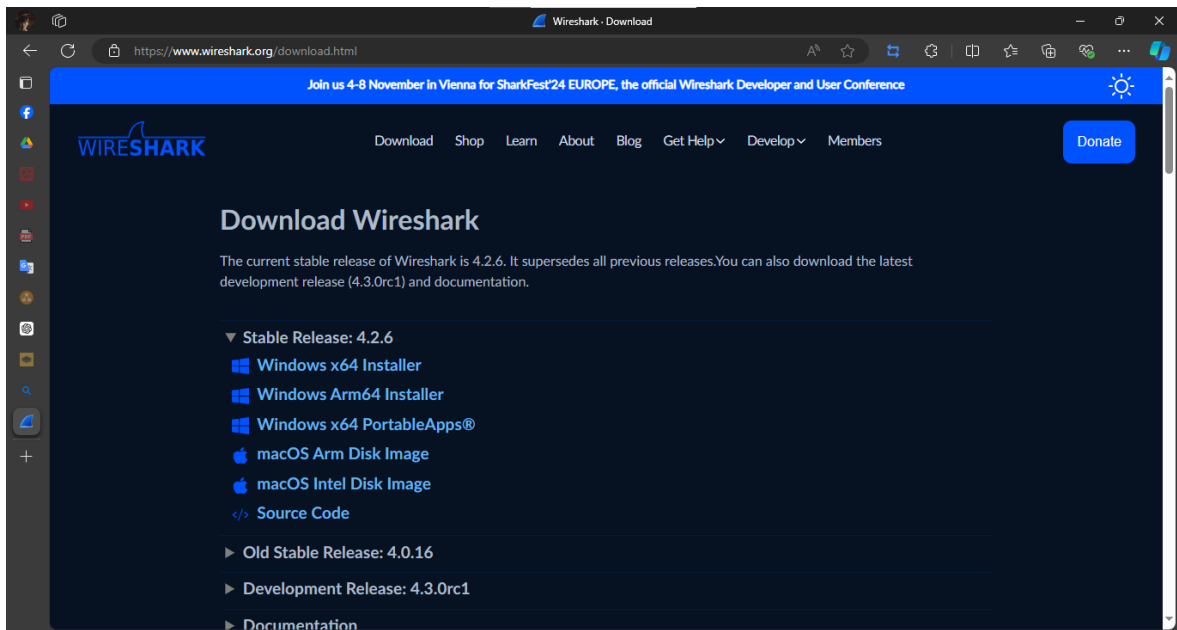 Wireshark · Download
https://www.wireshark.org/download.html
Join us 4-8 November in Vienna for SharkFest'24 EUROPE, the official Wireshark Developer and User Conference
WIRESHARK
Download Shop Learn About Blog Get Help Develop Members
Donate
Download Wireshark
The current stable release of Wireshark is 4.2.6. It supersedes all previous releases.You can also download the latest
development release (4.3.0rc1) and documentation.
Stable Release: 4.2.6
Windows x64 Installer
Windows Arm64 Installer
Windows x64 PortableApps®
macOS Arm Disk Image
macOS Intel Disk Image
</> Source Code
Old Stable Release: 4.0.16
Development Release: 4.3.0rc1
Documentation